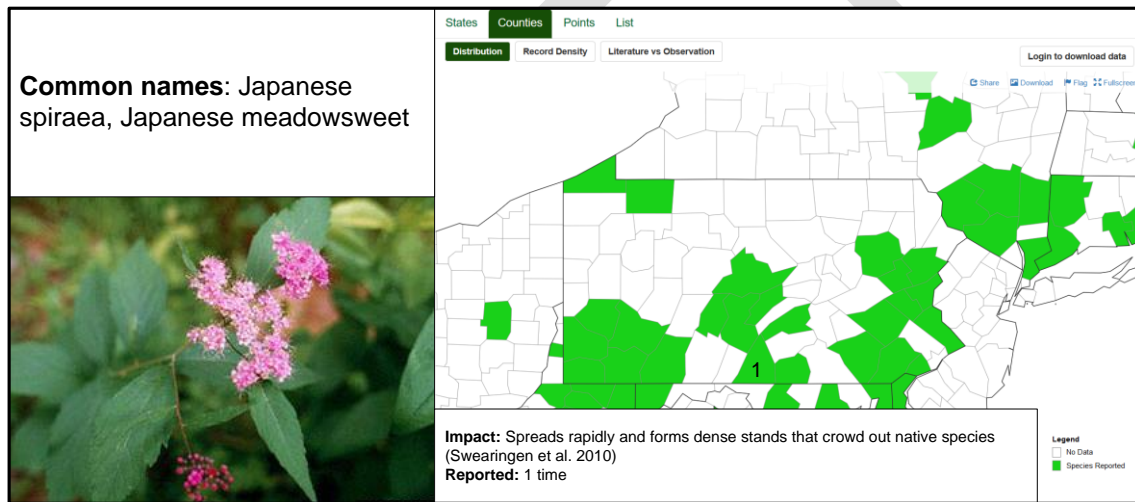 Common names: Japanese
spiraea, Japanese meadowsweet
States Counties Points List
Distribution Record Density Literature vs Observation
Login to download data
Share Download Flag Fullscreen
1
Impact: Spreads rapidly and forms dense stands that crowd out native species
(Swearingen et al. 2010)
Reported: 1 time
Legend
No Data
Species Reported